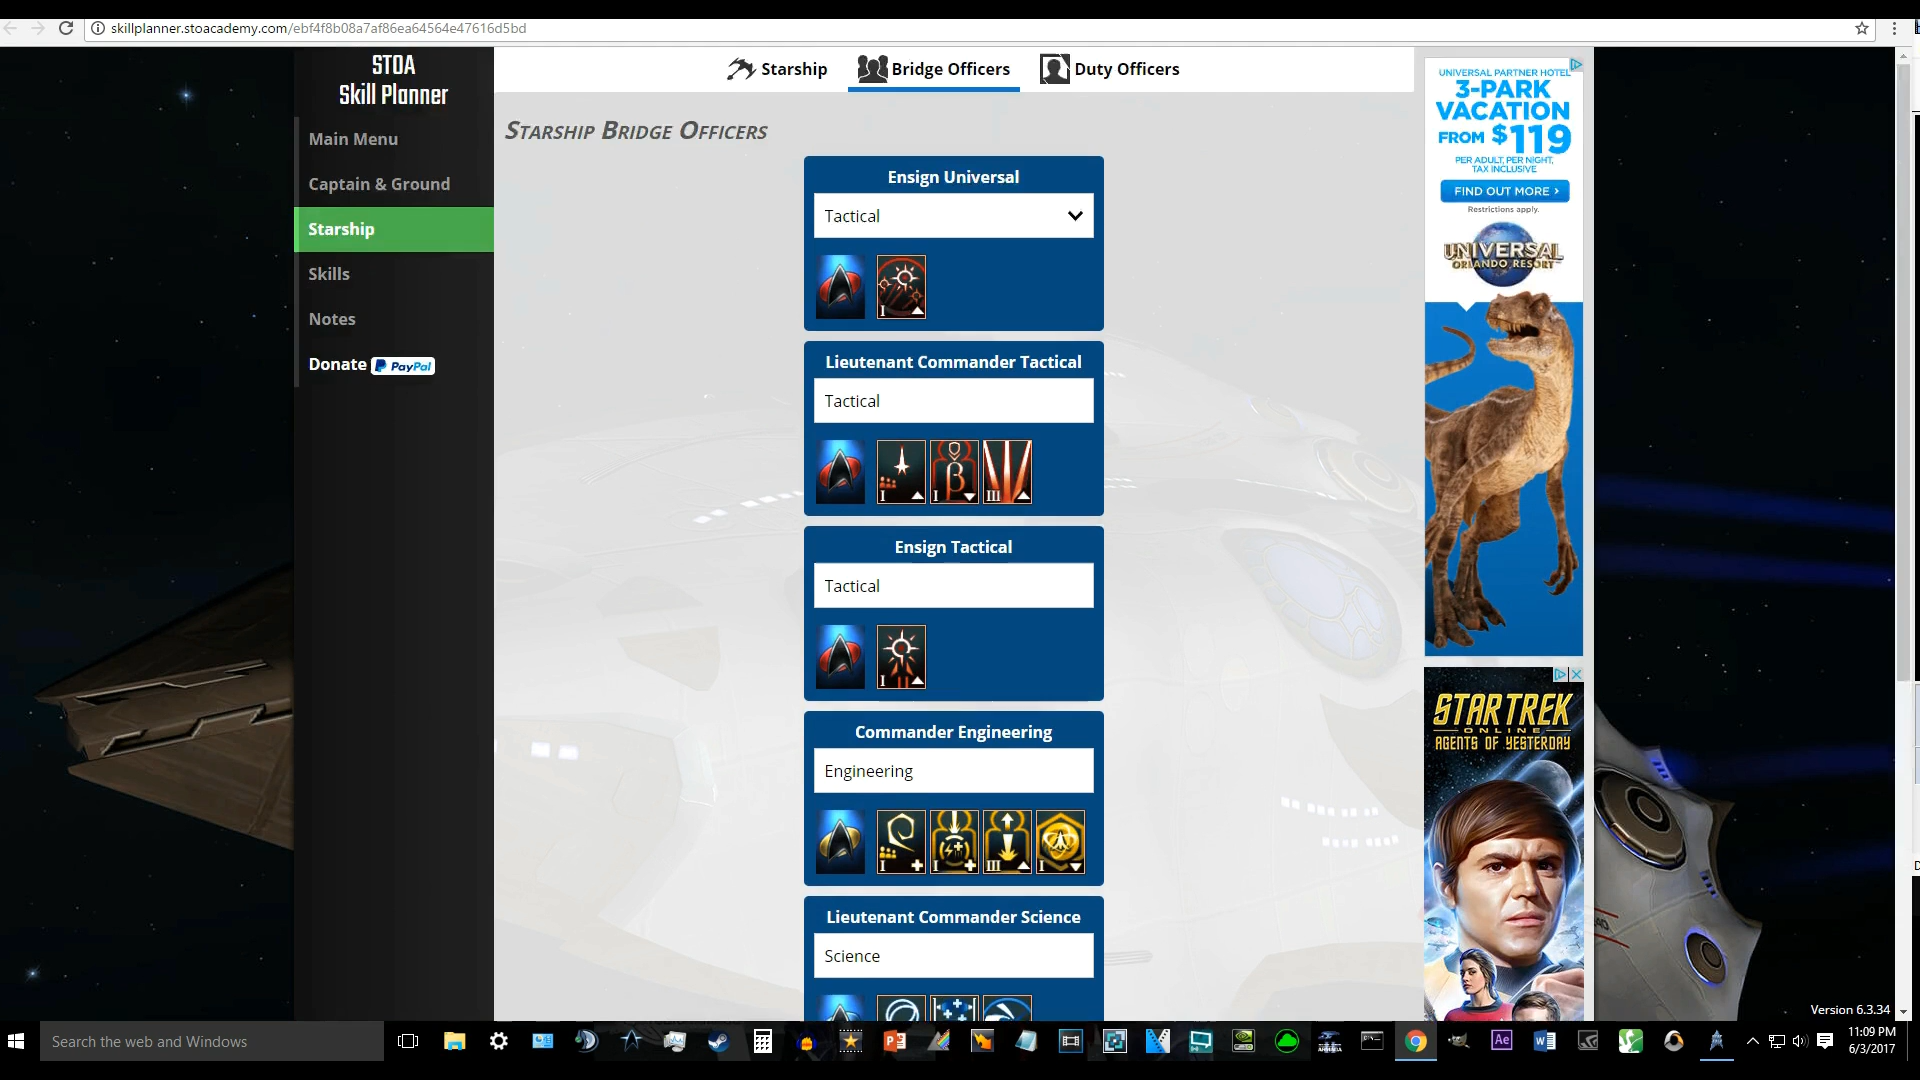 skillplanner.stoacademy.com/ebf4f8b08a7af86ea64564e47616d5bd
STOA
Skill Planner
Main Menu
Captain & Ground
Starship
Skills
Notes
Donate PayPal
Starship
Bridge Officers
Duty Officers
STARSHIP BRIDGE OFFICERS
Ensign Universal
Tactical
I
Lieutenant Commander Tactical
Tactical
I
β
I
III
Ensign Tactical
Tactical
I
Commander Engineering
Engineering
I
I
III
I
Lieutenant Commander Science
Science
UNIVERSAL PARTNER HOTEL
3-PARK
VACATION
FROM $119
PER ADULT, PER NIGHT,
TAX INCLUSIVE
FIND OUT MORE ›
Restrictions apply.
UNIVERSAL
ORLANDO RESORT
STAR TREK
ONLINE
AGENTS OF YESTERDAY
Version 6.3.34
Search the web and Windows
Ae
11:09 PM
6/3/2017